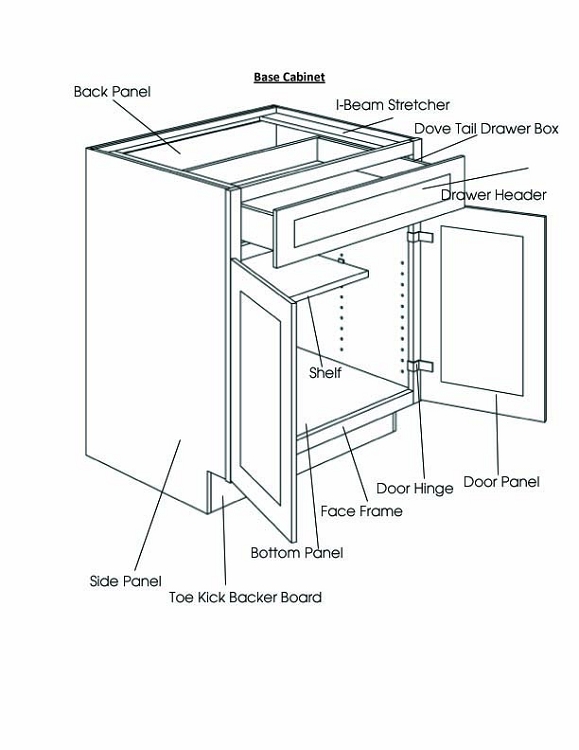 Base Cabinet
Back Panel
I-Beam Stretcher
Dove Tail Drawer Box
Drawer Header
Shelf
Door Hinge
Door Panel
Face Frame
Bottom Panel
Side Panel
Toe Kick Backer Board